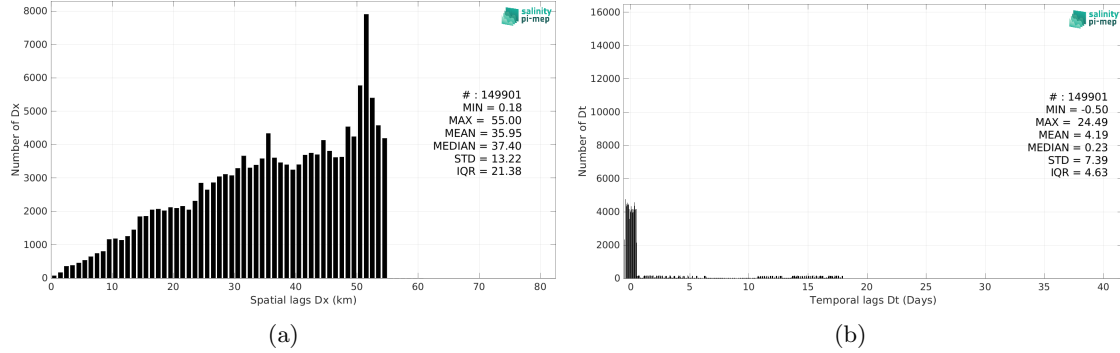 8000
7000
6000
5000
4000
3000
2000
1000
0
Number of Dx
salinity
pi-mep
# : 149901
MIN = 0.18
MAX = 55.00
MEAN = 35.95
MEDIAN = 37.40
STD = 13.22
IQR = 21.38
0 10 20 30 40 50 60 70 80
Spatial lags Dx (km)
(a)
16000
14000
12000
10000
8000
6000
4000
2000
0
Number of Dt
salinity
pi-mep
# : 149901
MIN = -0.50
MAX = 24.49
MEAN = 4.19
MEDIAN = 0.23
STD = 7.39
IQR = 4.63
0 5 10 15 20 25 30 35 40
Temporal lags Dt (Days)
(b)